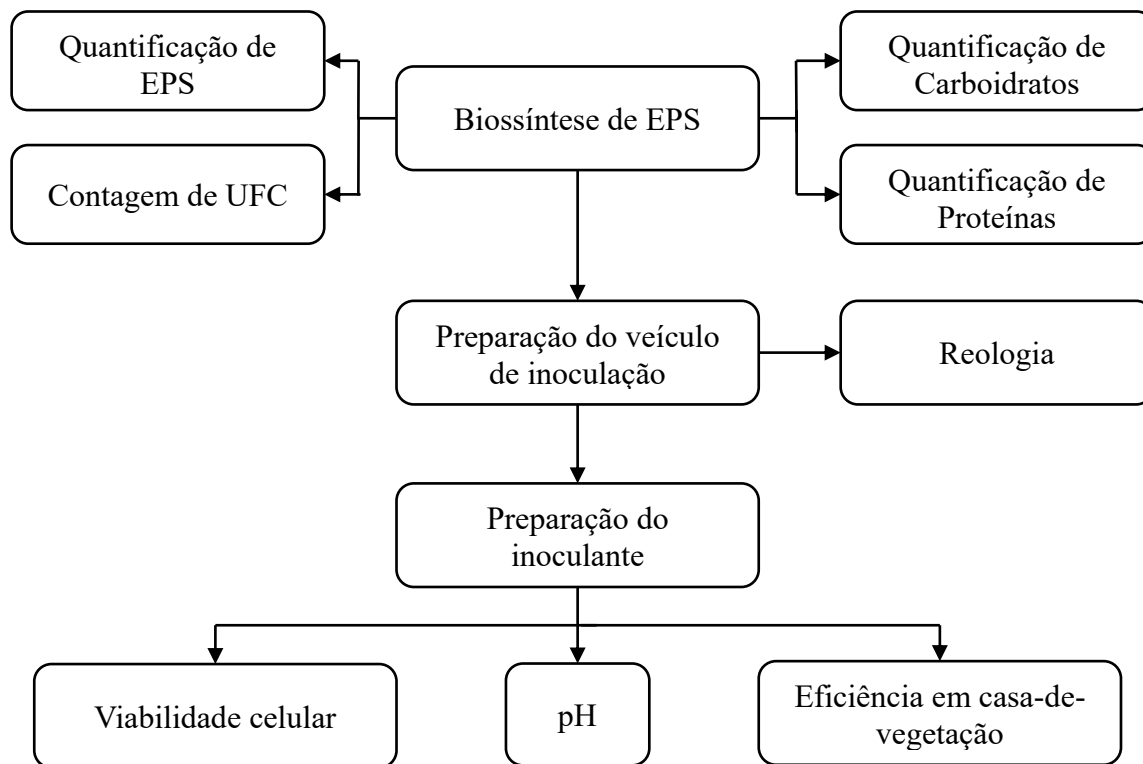 Quantificação de
EPS
Biossíntese de EPS
Quantificação de
Carboidratos
Contagem de UFC
Quantificação de
Proteínas
Preparação do veículo
de inoculação
Reologia
Preparação do
inoculante
Viabilidade celular
pH
Eficiência em casa-de-
vegetação